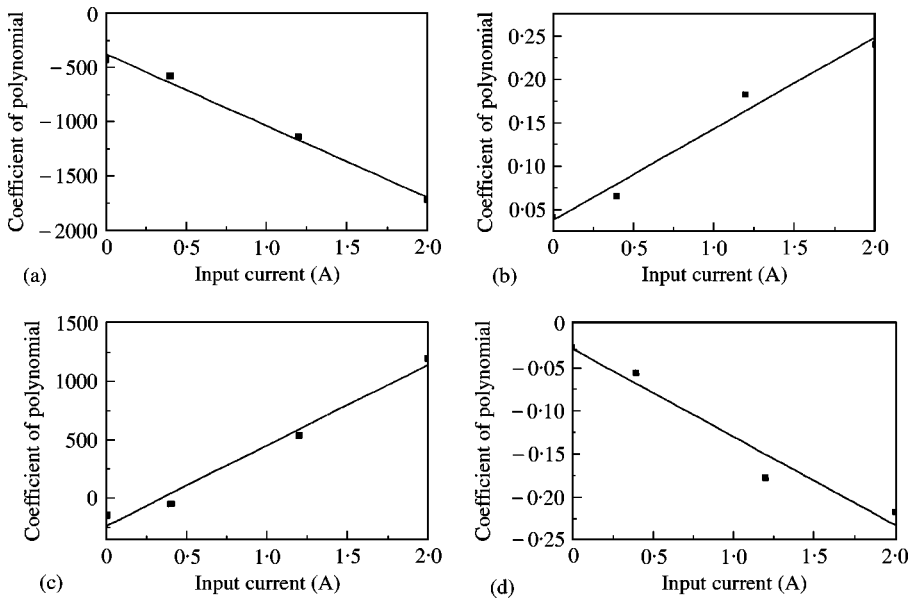 Coefficient of polynomial
0
−500
−1000
−1500
−2000
0 0·5 1·0 1·5 2·0
Input current (A)
(a)
Coefficient of polynomial
0·25
0·20
0·15
0·10
0·05
0 0·5 1·0 1·5 2·0
Input current (A)
(b)
Coefficient of polynomial
1500
1000
500
0
0 0·5 1·0 1·5 2·0
Input current (A)
(c)
Coefficient of polynomial
0
−0·05
−0·10
−0·15
−0·20
−0·25
0 0·5 1·0 1·5 2·0
Input current (A)
(d)